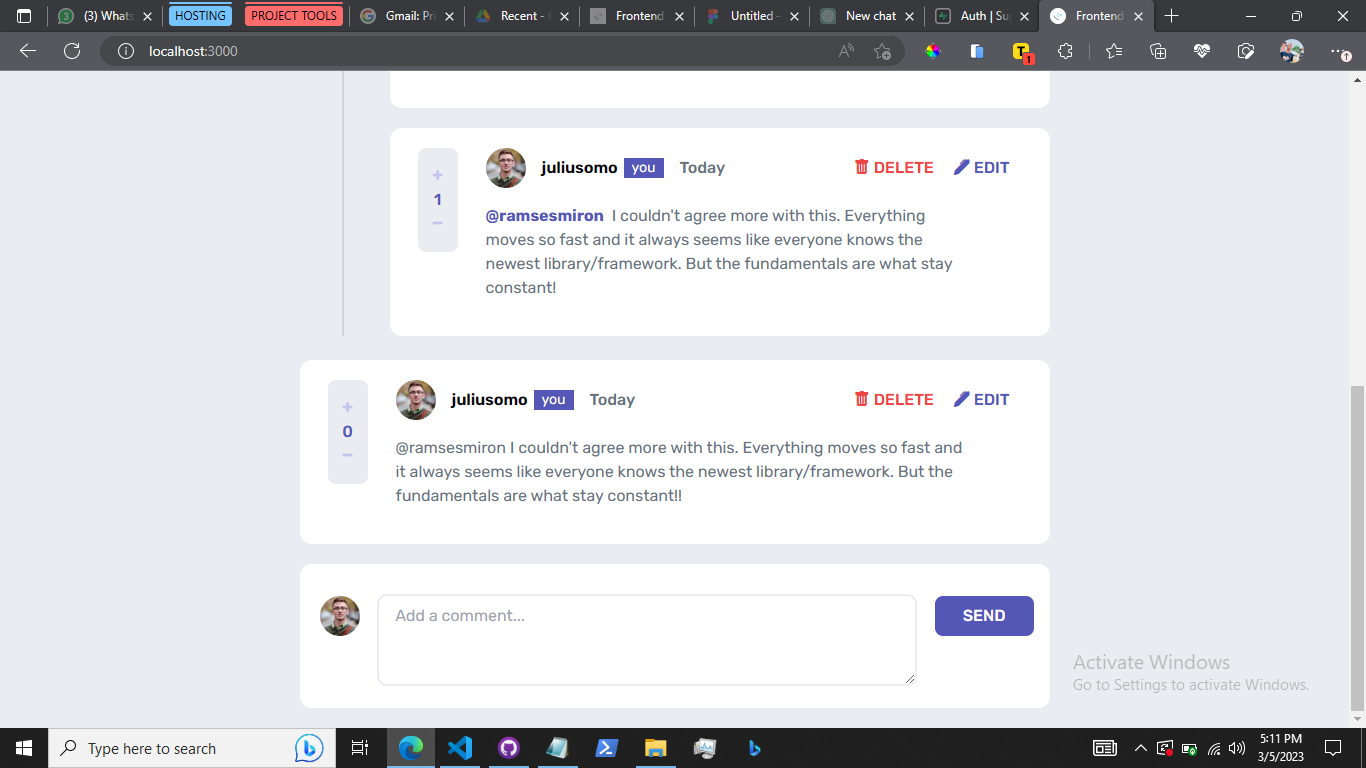 (3) Whats
HOSTING
PROJECT TOOLS
Gmail: Pri
Recent - G
Frontend
Untitled -
New chat
Auth | Sup
Frontend
localhost:3000
1
+
1
−
juliusomo you Today
DELETE EDIT
@ramsesmiron I couldn't agree more with this. Everything
moves so fast and it always seems like everyone knows the
newest library/framework. But the fundamentals are what stay
constant!
+
0
−
juliusomo you Today
DELETE EDIT
@ramsesmiron I couldn't agree more with this. Everything moves so fast and
it always seems like everyone knows the newest library/framework. But the
fundamentals are what stay constant!!
Add a comment...
SEND
Activate Windows
Go to Settings to activate Windows.
Type here to search
5:11 PM
3/5/2023